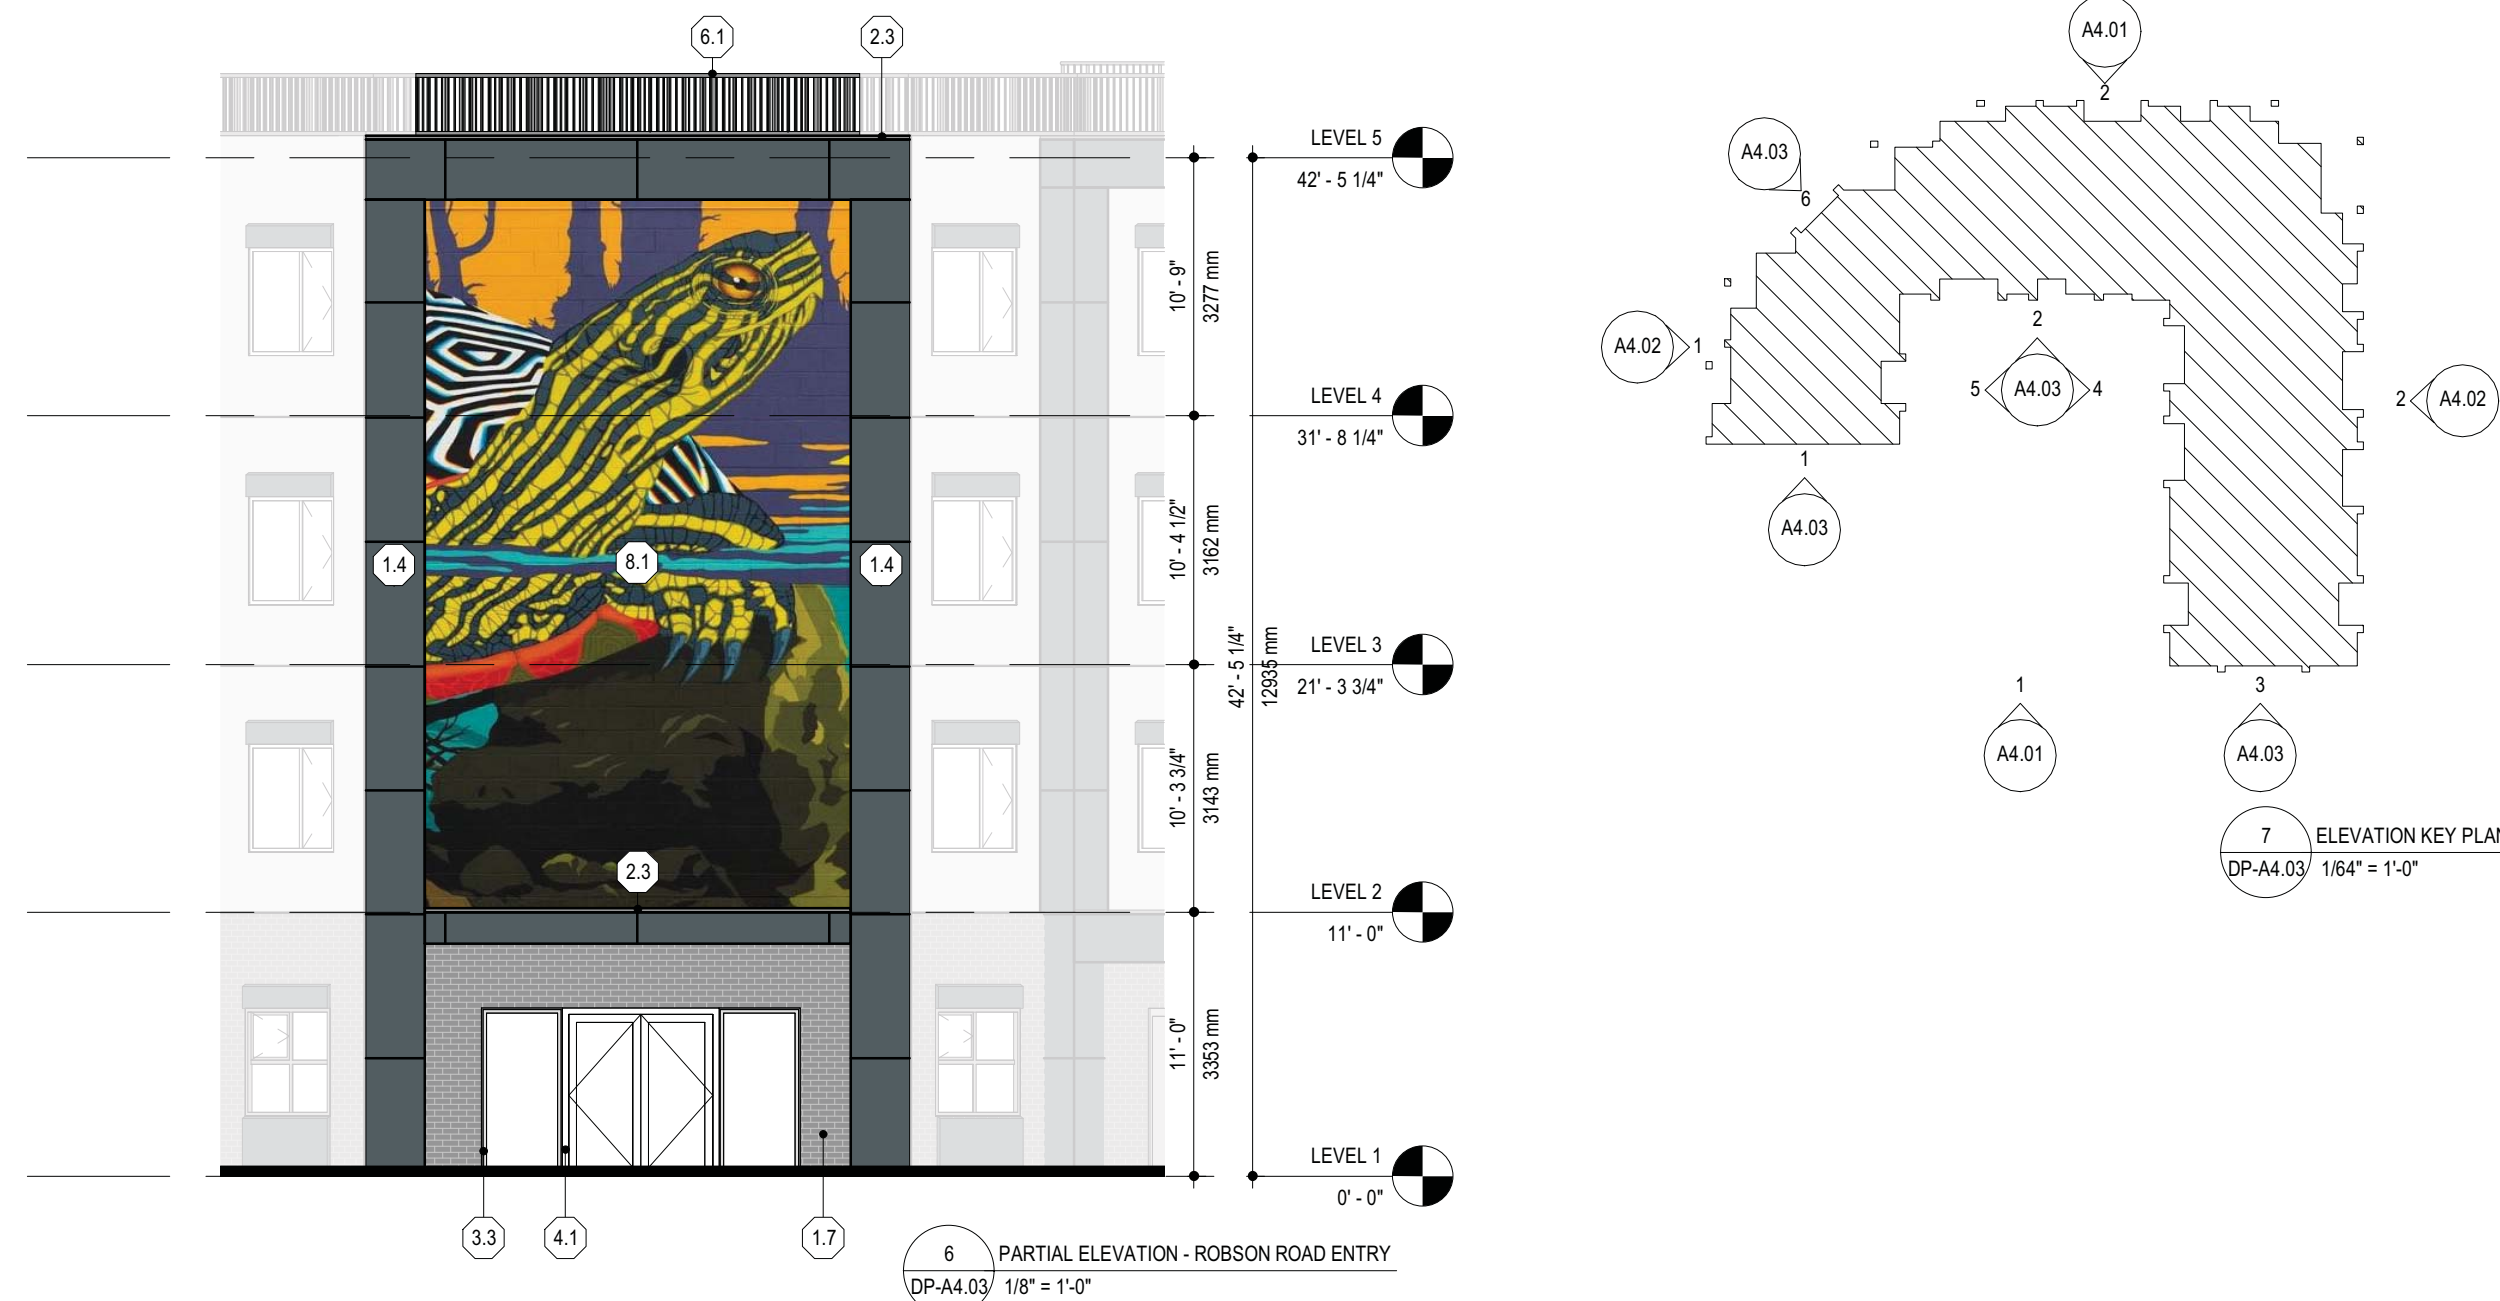 6.1
2.3
LEVEL 5
42' - 5 1/4"
10' - 9"
3277 mm
LEVEL 4
31' - 8 1/4"
1.4
8.1
1.4
10' - 4 1/2"
3162 mm
LEVEL 3
21' - 3 3/4"
42' - 5 1/4"
12935 mm
10' - 3 3/4"
3143 mm
2.3
LEVEL 2
11' - 0"
11' - 0"
3353 mm
LEVEL 1
0' - 0"
3.3
4.1
1.7
6
PARTIAL ELEVATION - ROBSON ROAD ENTRY
DP-A4.03
1/8" = 1'-0"
A4.01
2
A4.03
6
A4.02
1
2
5
A4.03
4
2
A4.02
1
A4.03
1
A4.01
3
A4.03
7
ELEVATION KEY PLAN
DP-A4.03
1/64" = 1'-0"